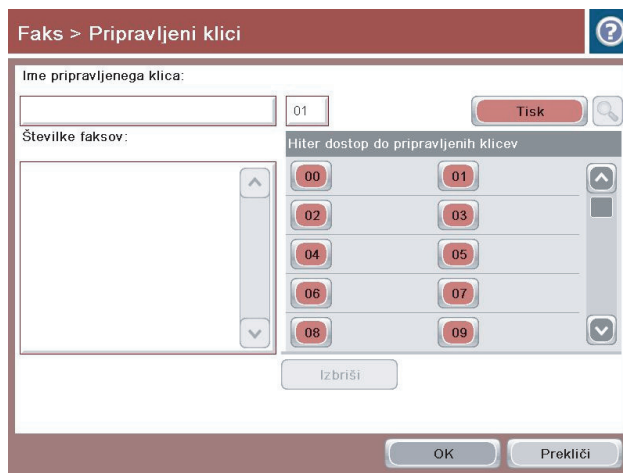 Faks > Pripravljeni klici
?
Ime pripravljenega klica:
01
Tisk
Številke faksov:
Hiter dostop do pripravljenih klicev
00 01
02 03
04 05
06 07
08 09
Izbriši
OK Prekliči